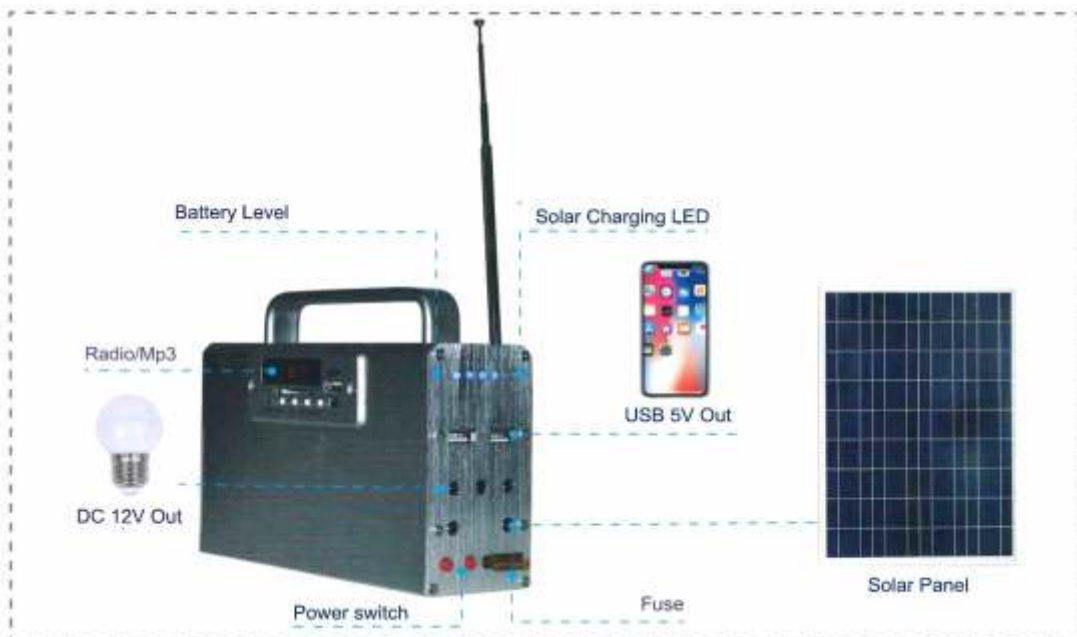 Battery Level
Solar Charging LED
Radio/Mp3
USB 5V Out
DC 12V Out
Solar Panel
Fuse
Power switch